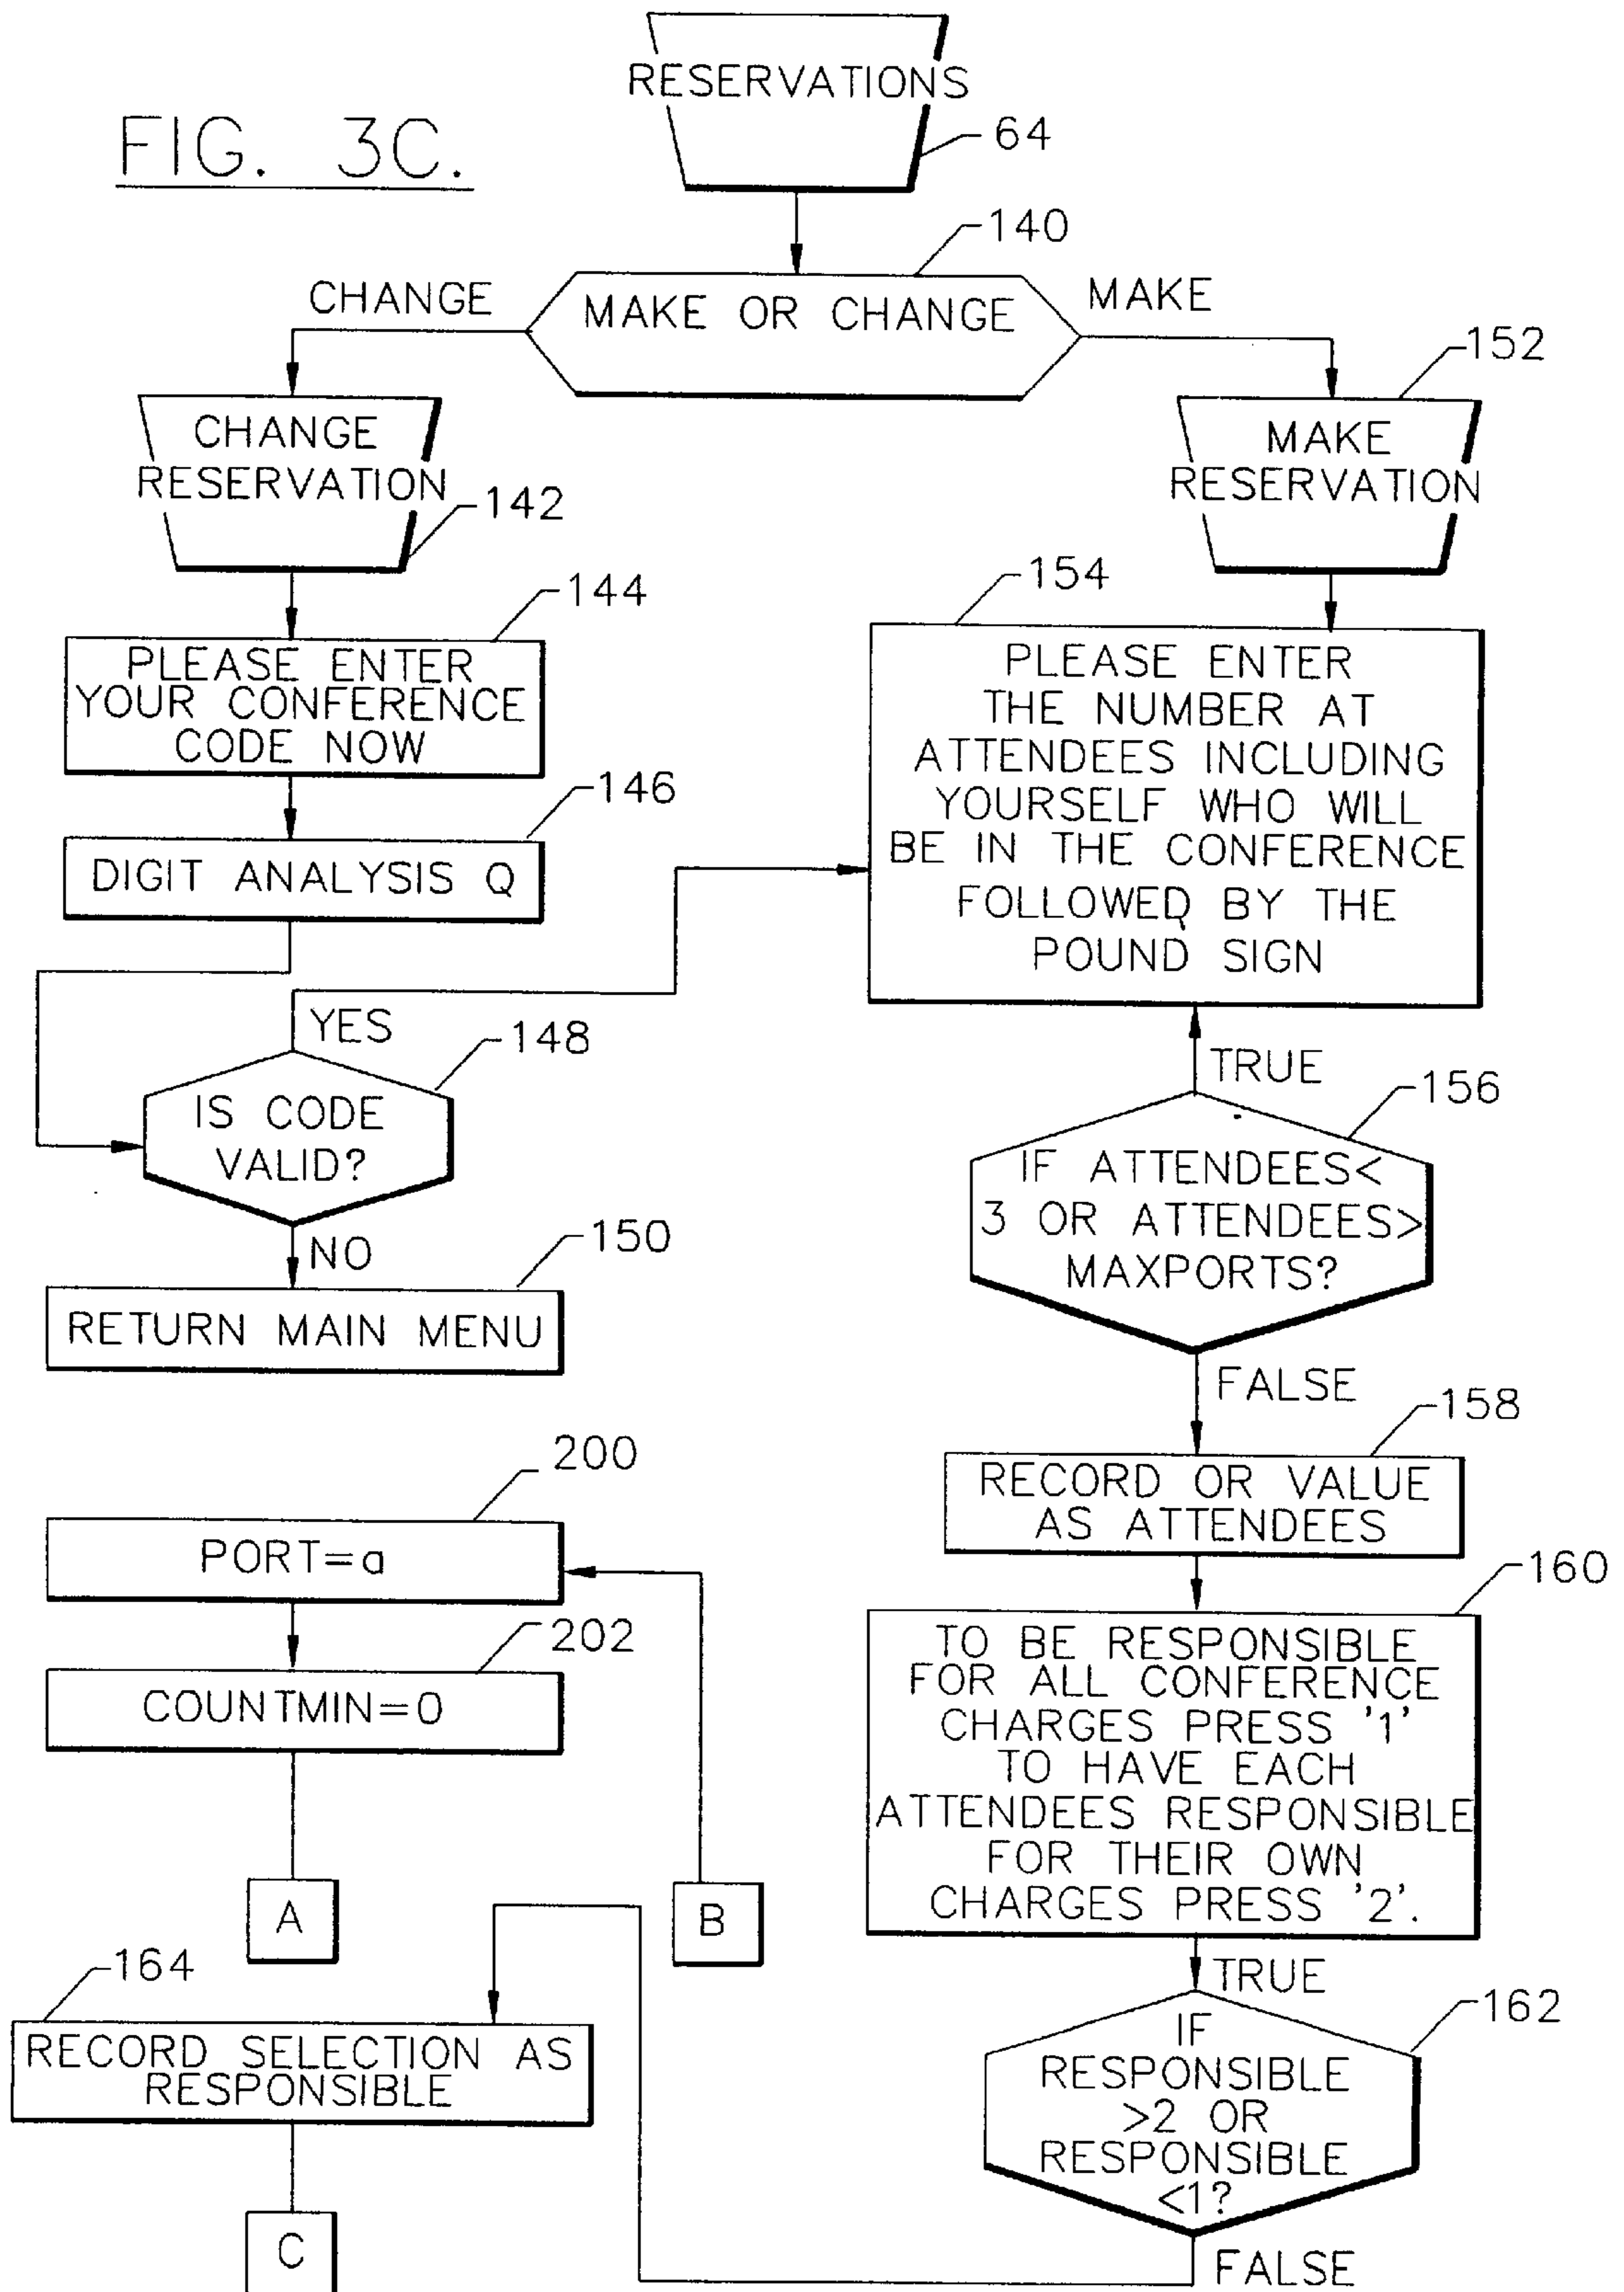 RESERVATIONS
64
FIG. 3C.
140
CHANGE
MAKE OR CHANGE
MAKE
152
CHANGE
RESERVATION
142
MAKE
RESERVATION
144
PLEASE ENTER
YOUR CONFERENCE
CODE NOW
154
PLEASE ENTER
THE NUMBER AT
ATTENDEES INCLUDING
YOURSELF WHO WILL
BE IN THE CONFERENCE
FOLLOWED BY THE
POUND SIGN
146
DIGIT ANALYSIS Q
YES
148
IS CODE
VALID?
NO
150
RETURN MAIN MENU
TRUE
156
IF ATTENDEES<
3 OR ATTENDEES>
MAXPORTS?
FALSE
158
RECORD OR VALUE
AS ATTENDEES
200
PORT=a
202
COUNTMIN=0
A
B
160
TO BE RESPONSIBLE
FOR ALL CONFERENCE
CHARGES PRESS '1'
TO HAVE EACH
ATTENDEES RESPONSIBLE
FOR THEIR OWN
CHARGES PRESS '2'.
TRUE
162
IF
RESPONSIBLE
>2 OR
RESPONSIBLE
<1?
FALSE
164
RECORD SELECTION AS
RESPONSIBLE
C